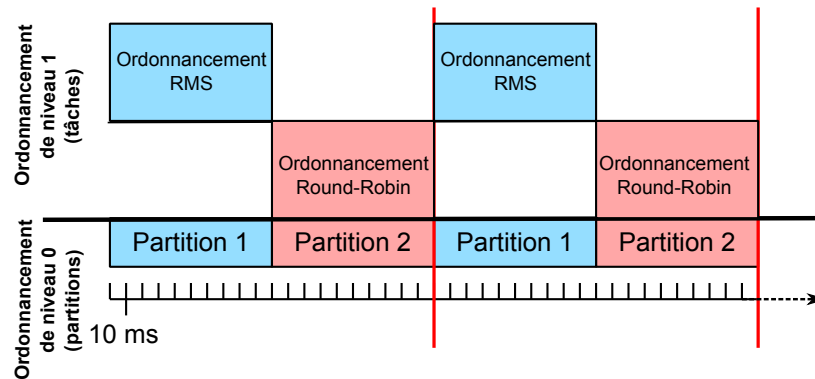 Ordonnancement
de niveau 1
(tâches)
Ordonnancement
RMS
Ordonnancement
RMS
Ordonnancement
Round-Robin
Ordonnancement
Round-Robin
Ordonnancement
de niveau 0
(partitions)
Partition 1
Partition 2
Partition 1
Partition 2
10 ms